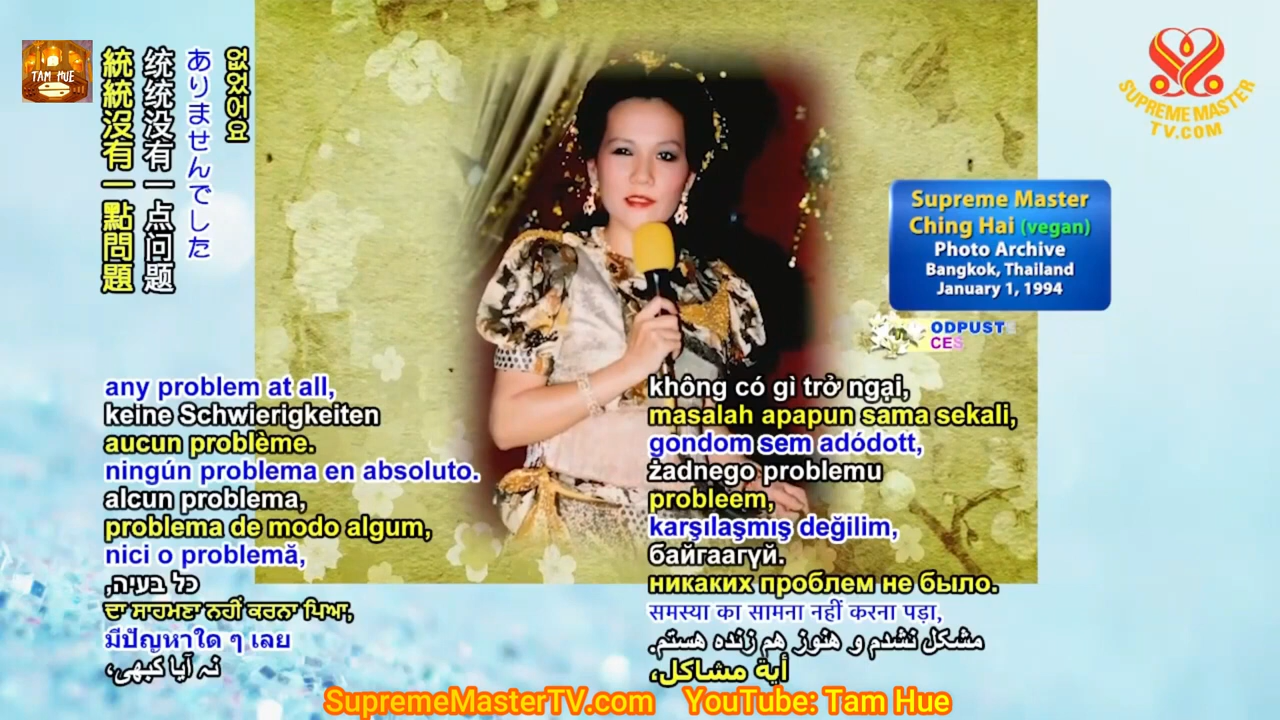 TAM HUE
統統沒有一點問題
统统没有一点问题
ありませんでした
없었어여
SUPREME MASTER
TV.COM
Supreme Master
Ching Hai (vegan)
Photo Archive
Bangkok, Thailand
January 1, 1994
ODPUST
CES
any problem at all,
keine Schwierigkeiten
aucun problème.
ningún problema en absoluto.
alcun problema,
problema de modo algum,
nici o problemă,
כל בעיה,
ਦਾ ਸਾਹਮਣਾ ਨਹੀਂ ਕਰਨਾ ਪਿਆ,
มีปัญหาใด ๆ เลย
نہ آیا کبھی،
không có gì trở ngại,
masalah apapun sama sekali,
gondom sem adódott,
żadnego problemu
probleem,
karşılaşmış değilim,
байгаагүй.
никаких проблем не было.
समस्या का सामना नहीं करना पड़ा,
مشکل نشدم و هنوز هم زنده هستم.
أية مشاكل،
SupremeMasterTV.com YouTube: Tam Hue